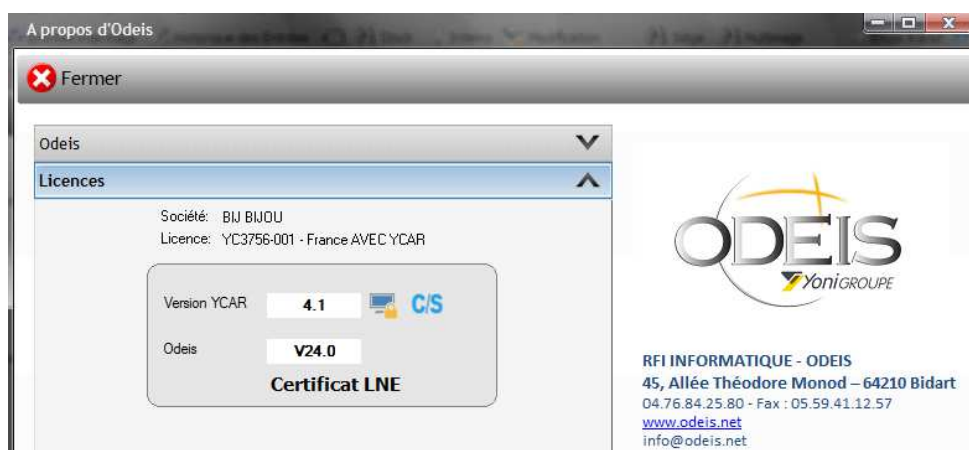 A propos d'Odeis
Fermer
Odeis
Licences
Société: BIJ BIJOU
Licence: YC3756-001 - France AVEC YCAR
Version YCAR 4.1 C/S
Odeis V24.0
Certificat LNE
ODEIS
YoniGROUPE
RFI INFORMATIQUE - ODEIS
45, Allée Théodore Monod – 64210 Bidart
04.76.84.25.80 - Fax : 05.59.41.12.57
www.odeis.net
info@odeis.net